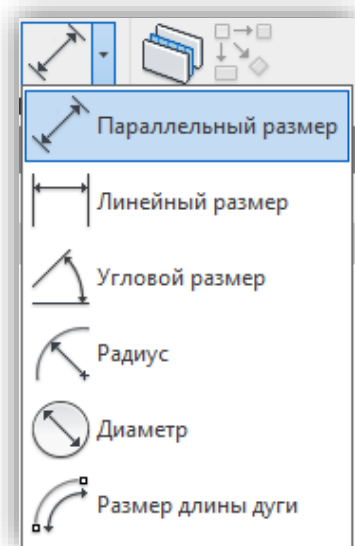 Параллельный размер
Линейный размер
Угловой размер
Радиус
Диаметр
Размер длины дуги